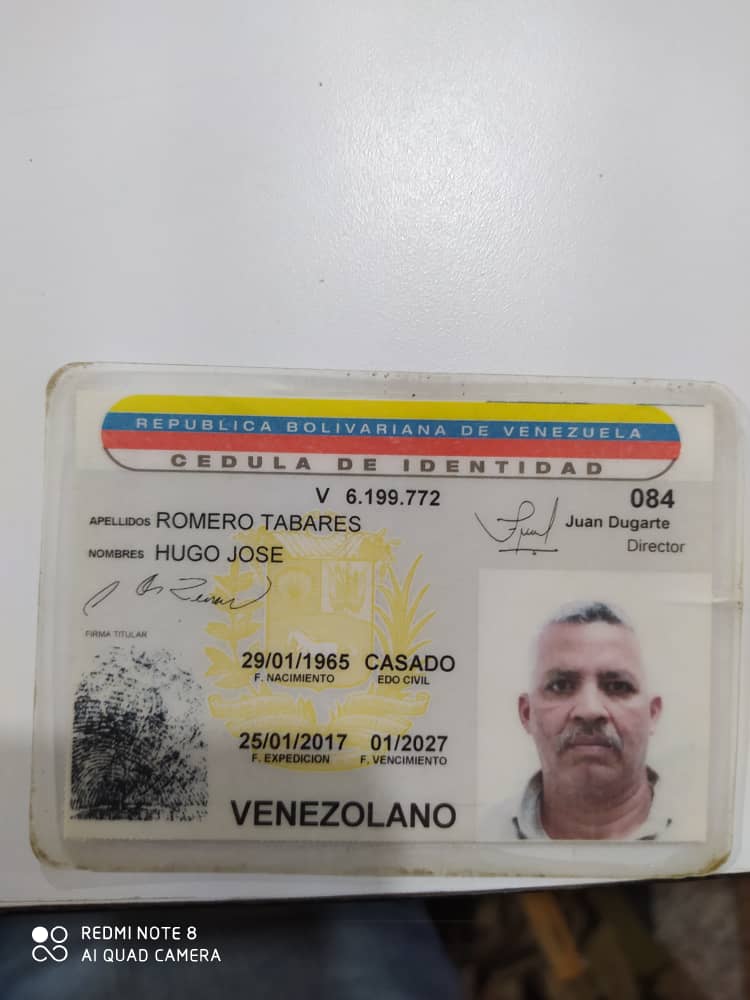 REPUBLICA BOLIVARIANA DE VENEZUELA
CEDULA DE IDENTIDAD
V 6.199.772
084
APELLIDOS ROMERO TABARES
Juan Dugarte
Director
NOMBRES HUGO JOSE
FIRMA TITULAR
29/01/1965 CASADO
F. NACIMIENTO EDO CIVIL
25/01/2017 01/2027
F. EXPEDICION F. VENCIMIENTO
VENEZOLANO
REDMI NOTE 8
AI QUAD CAMERA